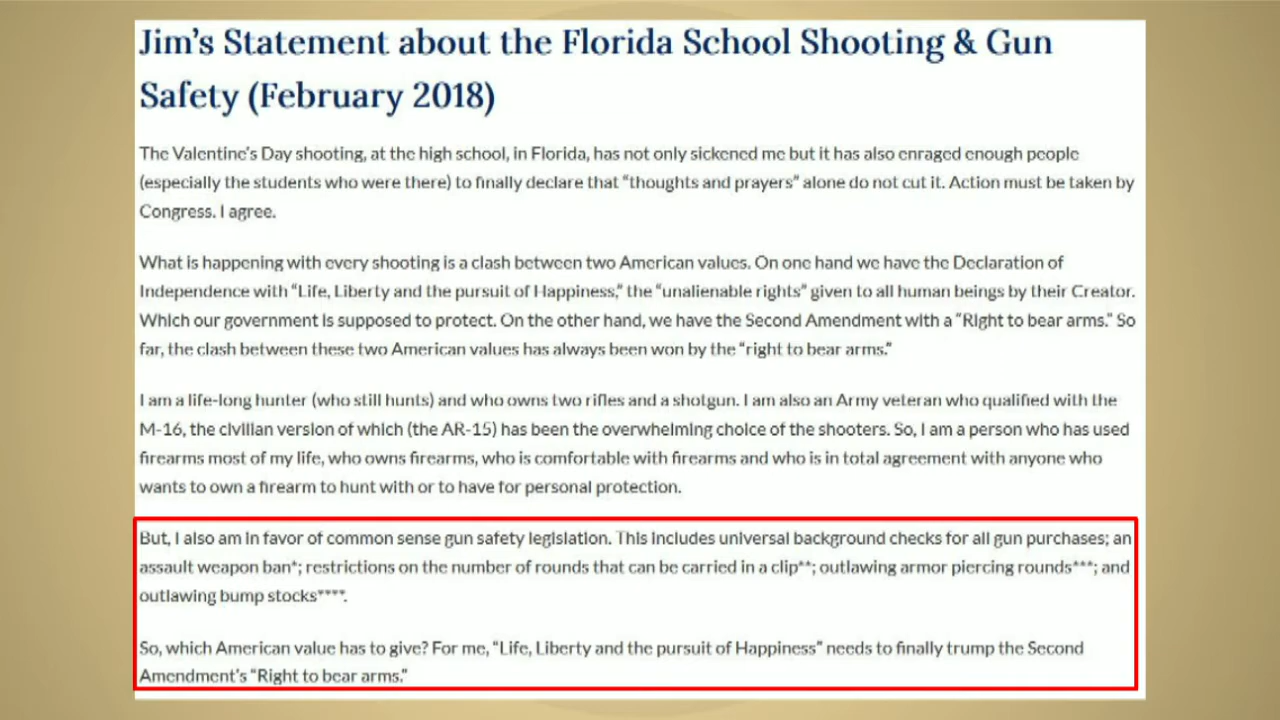 Jim's Statement about the Florida School Shooting & Gun
Safety (February 2018)
The Valentine's Day shooting, at the high school, in Florida, has not only sickened me but it has also enraged enough people
(especially the students who were there) to finally declare that "thoughts and prayers" alone do not cut it. Action must be taken by
Congress. I agree.
What is happening with every shooting is a clash between two American values. On one hand we have the Declaration of
Independence with "Life, Liberty and the pursuit of Happiness," the "unalienable rights" given to all human beings by their Creator.
Which our government is supposed to protect. On the other hand, we have the Second Amendment with a "Right to bear arms." So
far, the clash between these two American values has always been won by the "right to bear arms."
I am a life-long hunter (who still hunts) and who owns two rifles and a shotgun. I am also an Army veteran who qualified with the
M-16, the civilian version of which (the AR-15) has been the overwhelming choice of the shooters. So, I am a person who has used
firearms most of my life, who owns firearms, who is comfortable with firearms and who is in total agreement with anyone who
wants to own a firearm to hunt with or to have for personal protection.
But, I also am in favor of common sense gun safety legislation. This includes universal background checks for all gun purchases; an
assault weapon ban*; restrictions on the number of rounds that can be carried in a clip**; outlawing armor piercing rounds***; and
outlawing bump stocks****.
So, which American value has to give? For me, "Life, Liberty and the pursuit of Happiness" needs to finally trump the Second
Amendment's "Right to bear arms."